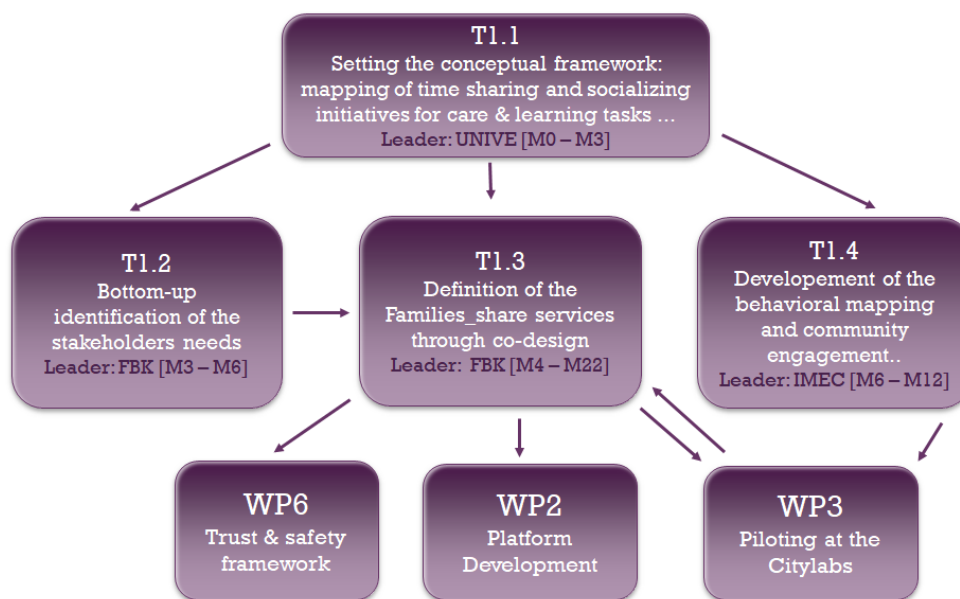 T1.1
Setting the conceptual framework:
mapping of time sharing and socializing
initiatives for care & learning tasks ...
Leader: UNIVE [M0 – M3]
T1.2
Bottom-up
identification of the
stakeholders needs
Leader: FBK [M3 – M6]
T1.3
Definition of the
Families_share services
through co-design
Leader: FBK [M4 – M22]
T1.4
Developement of the
behavioral mapping
and community
engagement..
Leader: IMEC [M6 – M12]
WP6
Trust & safety
framework
WP2
Platform
Development
WP3
Piloting at the
Citylabs